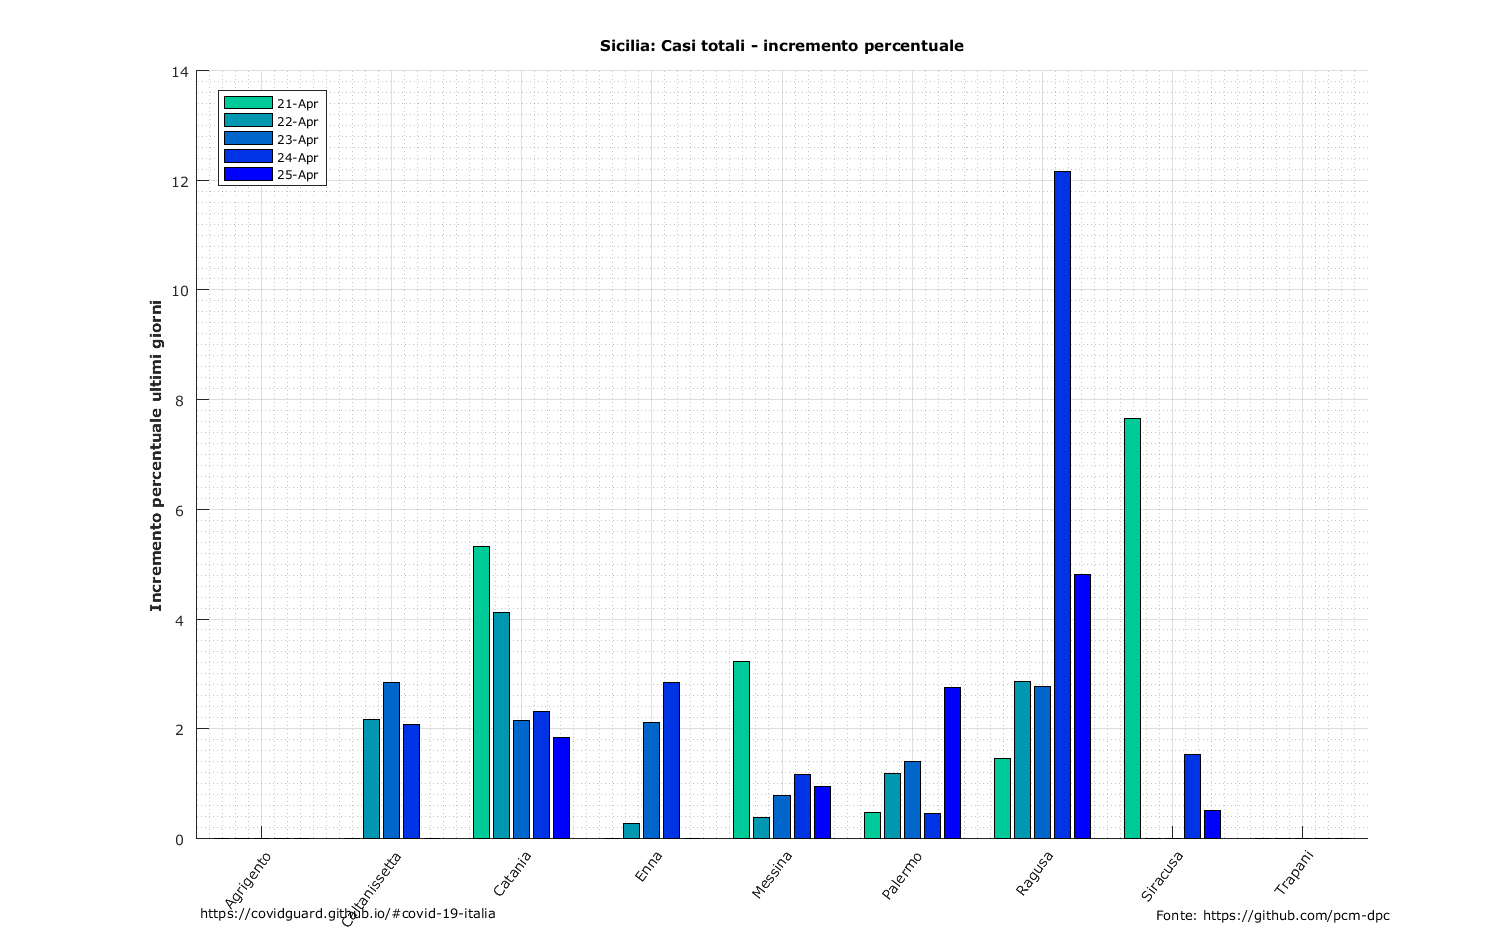 Sicilia: Casi totali - incremento percentuale
14
12
10
8
6
4
2
0
Incremento percentuale ultimi giorni
21-Apr
22-Apr
23-Apr
24-Apr
25-Apr
Agrigento
Caltanissetta
Catania
Enna
Messina
Palermo
Ragusa
Siracusa
Trapani
https://covidguard.github.io/#covid-19-italia
Fonte: https://github.com/pcm-dpc